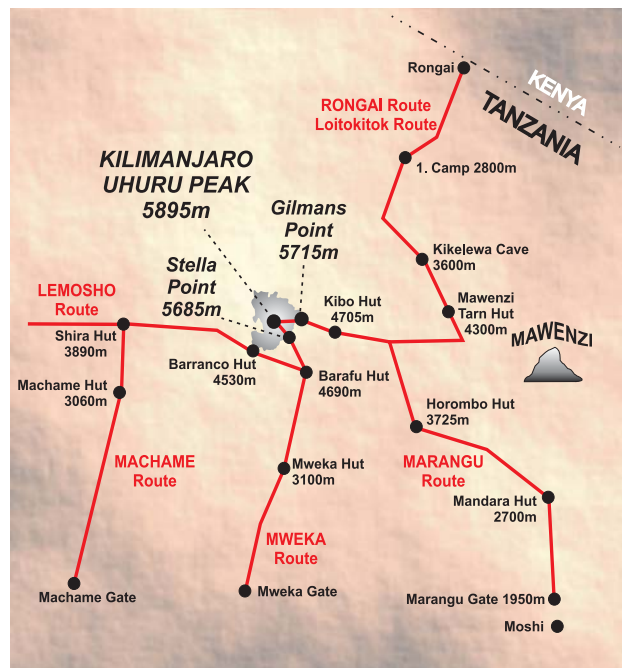 Rongai
KENYA
TANZANIA
RONGAI Route
Loitokitok Route
1. Camp 2800m
KILIMANJARO
UHURU PEAK
5895m
Gilmans
Point
5715m
Kikelewa Cave
3600m
Stella
Point
5685m
LEMOSHO
Route
Kibo Hut
4705m
Mawenzi
Tarn Hut
4300m
MAWENZI
Shira Hut
3890m
Barranco Hut
4530m
Barafu Hut
4690m
Machame Hut
3060m
Horombo Hut
3725m
MACHAME
Route
Mweka Hut
3100m
MARANGU
Route
Mandara Hut
2700m
MWEKA
Route
Machame Gate
Mweka Gate
Marangu Gate 1950m
Moshi